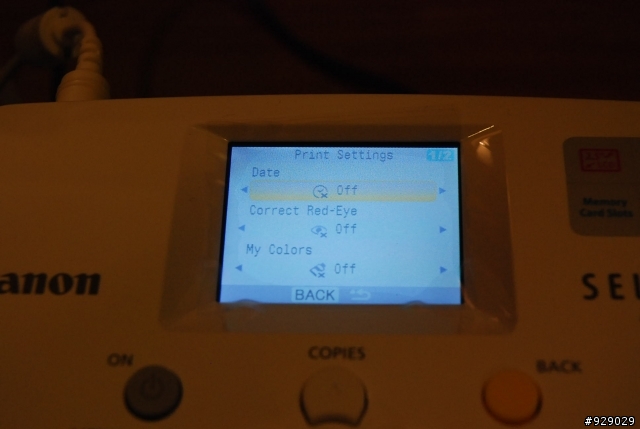 Print Settings 1/2
Date
Off
Correct Red-Eye
Off
My Colors
Off
BACK
Memory
Card Slots
anon
SEL
ON
COPIES
BACK
#929029